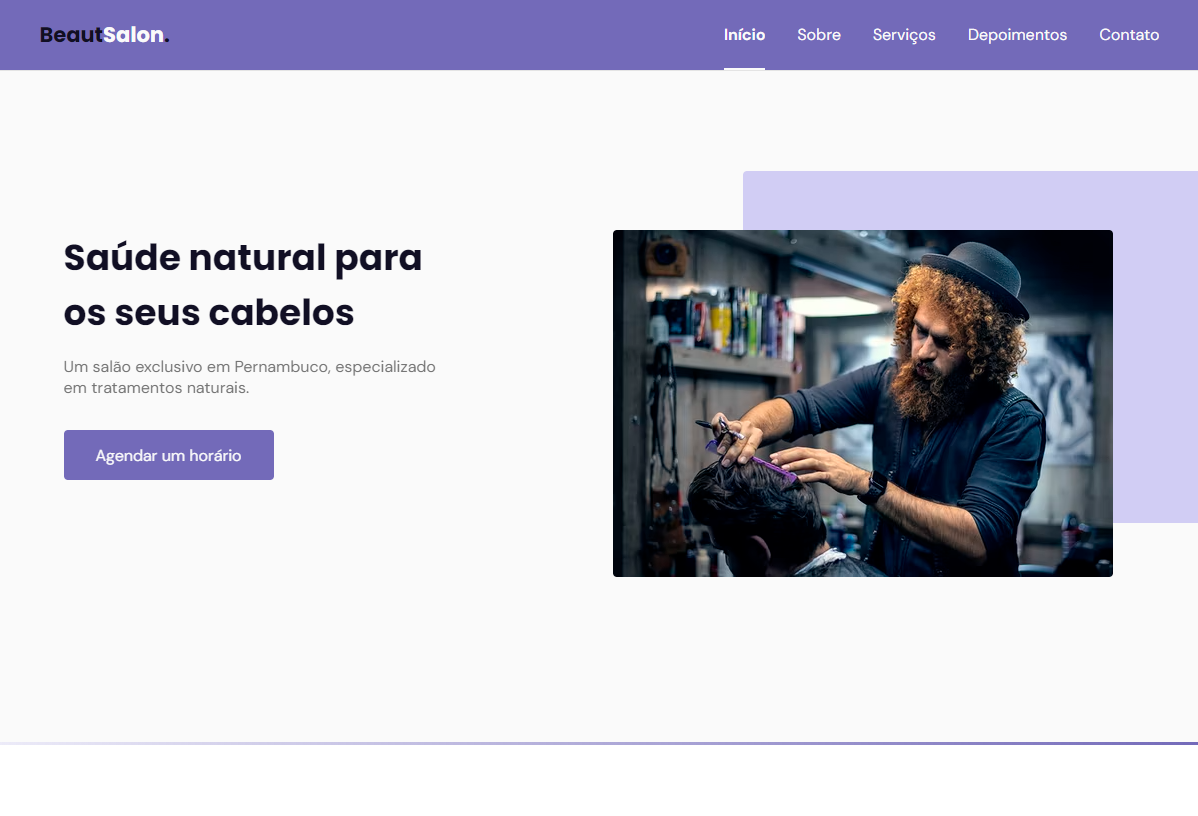 BeautSalon.
Início Sobre Serviços Depoimentos Contato
Saúde natural para
os seus cabelos
Um salão exclusivo em Pernambuco, especializado
em tratamentos naturais.
Agendar um horário